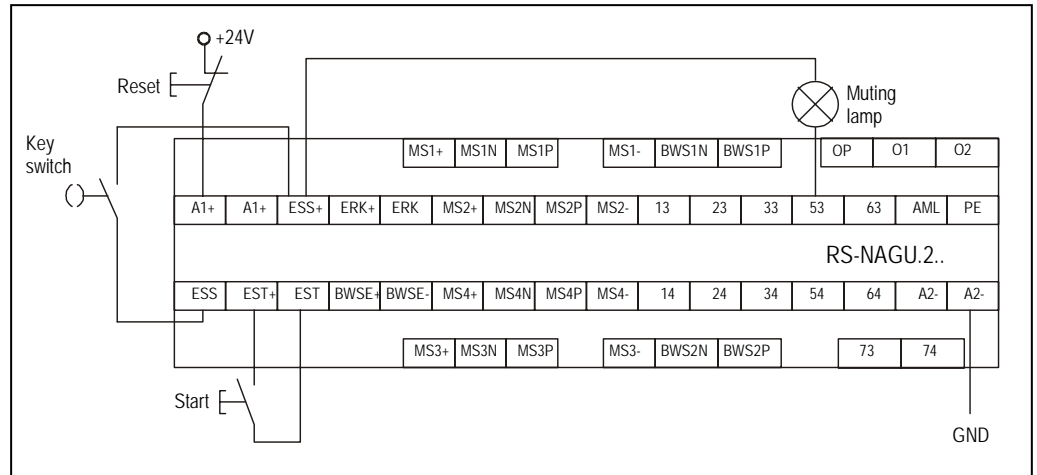 +24V
Reset
Muting
lamp
Key
switch
MS1+ MS1N MS1P MS1- BWS1N BWS1P OP O1 O2
A1+ A1+ ESS+ ERK+ ERK MS2+ MS2N MS2P MS2- 13 23 33 53 63 AML PE
RS-NAGU.2..
ESS EST+ EST BWSE+ BWSE- MS4+ MS4N MS4P MS4- 14 24 34 54 64 A2- A2-
MS3+ MS3N MS3P MS3- BWS2N BWS2P 73 74
Start
GND